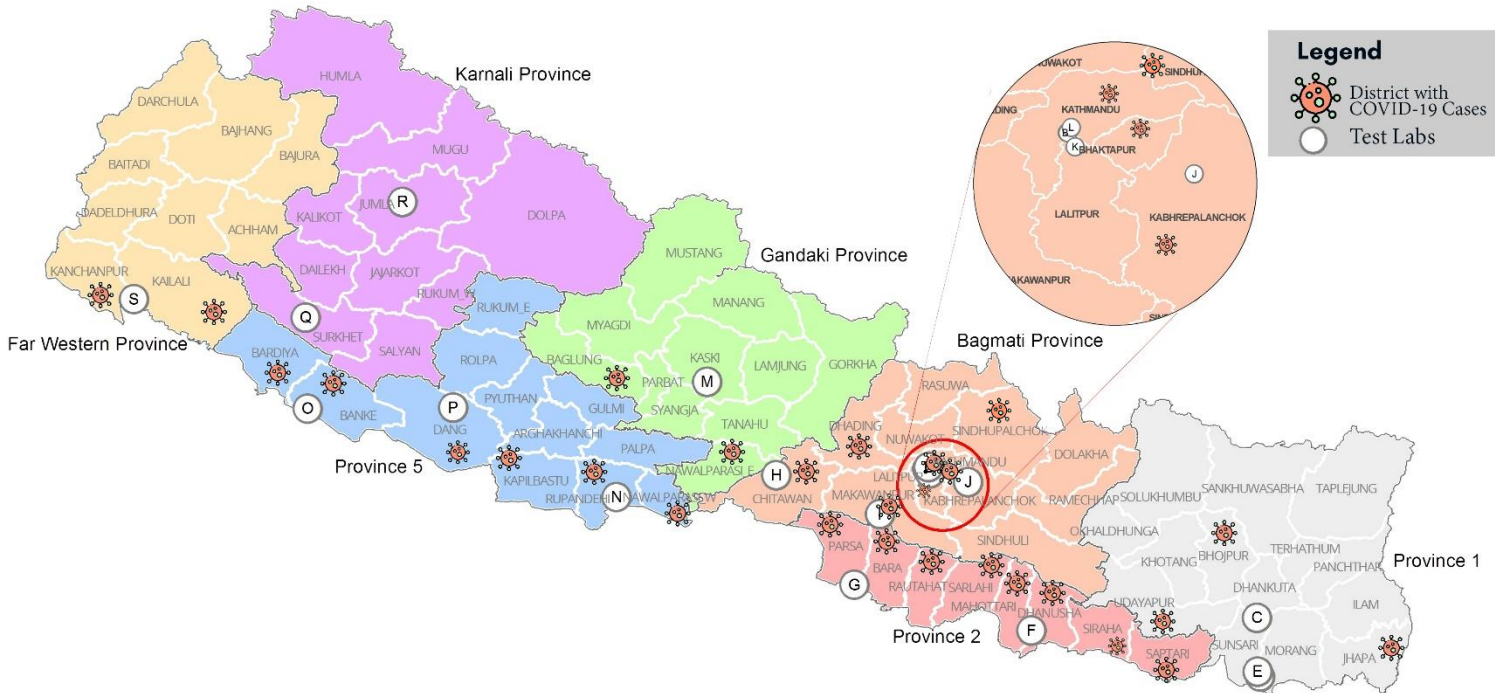 Legend
District with
COVID-19 Cases
Test Labs
Karnali Province
Gandaki Province
Far Western Province
Bagmati Province
Province 5
Province 2
Province 1
KATHMANDU
L
K
BHAKTAPUR
J
LALITPUR
KABHREPALANCHOK
HUMLA
DARCHULA
BAJHANG
BAJURA
BAITADI
MUGU
DADELDHURA
DOTI
ACHHAM
KALIKOT
JUMLA
R
DOLPA
KANCHANPUR
S
KAILALI
DAILEKH
JAJARKOT
RUKUM_W
RUKUM_E
Q
SURKHET
SALYAN
MUSTANG
MANANG
MYAGDI
BAGLUNG
KASKI
M
LAMJUNG
GORKHA
PARBAT
SYANGJA
TANAHU
NAWALPARASI_E
BARDIYA
O
BANKE
ROLPA
P
DANG
PYUTHAN
GULMI
ARGHAKHANCHI
PALPA
KAPILBASTU
RUPANDEHI
N
RASUWA
DHADING
NUWAKOT
SINDHUPALCHOK
DOLAKHA
H
CHITAWAN
LALITPUR
J
MAKAWANPUR
KABHREPALANCHOK
RAMECHHAP
SINDHULI
PARSA
G
BARA
RAUTAHAT
SARLAHI
MAHOTTARI
DHANUSHA
F
SIRAHA
SAPTARI
SOLUKHUMBU
SANKHUWASABHA
TAPLEJUNG
OKHALDHUNGA
KHOTANG
BHOJPUR
TERHATHUM
PANCHTHAR
DHANKUTA
UDAYAPUR
C
ILAM
SUNSARI
MORANG
JHAPA
E